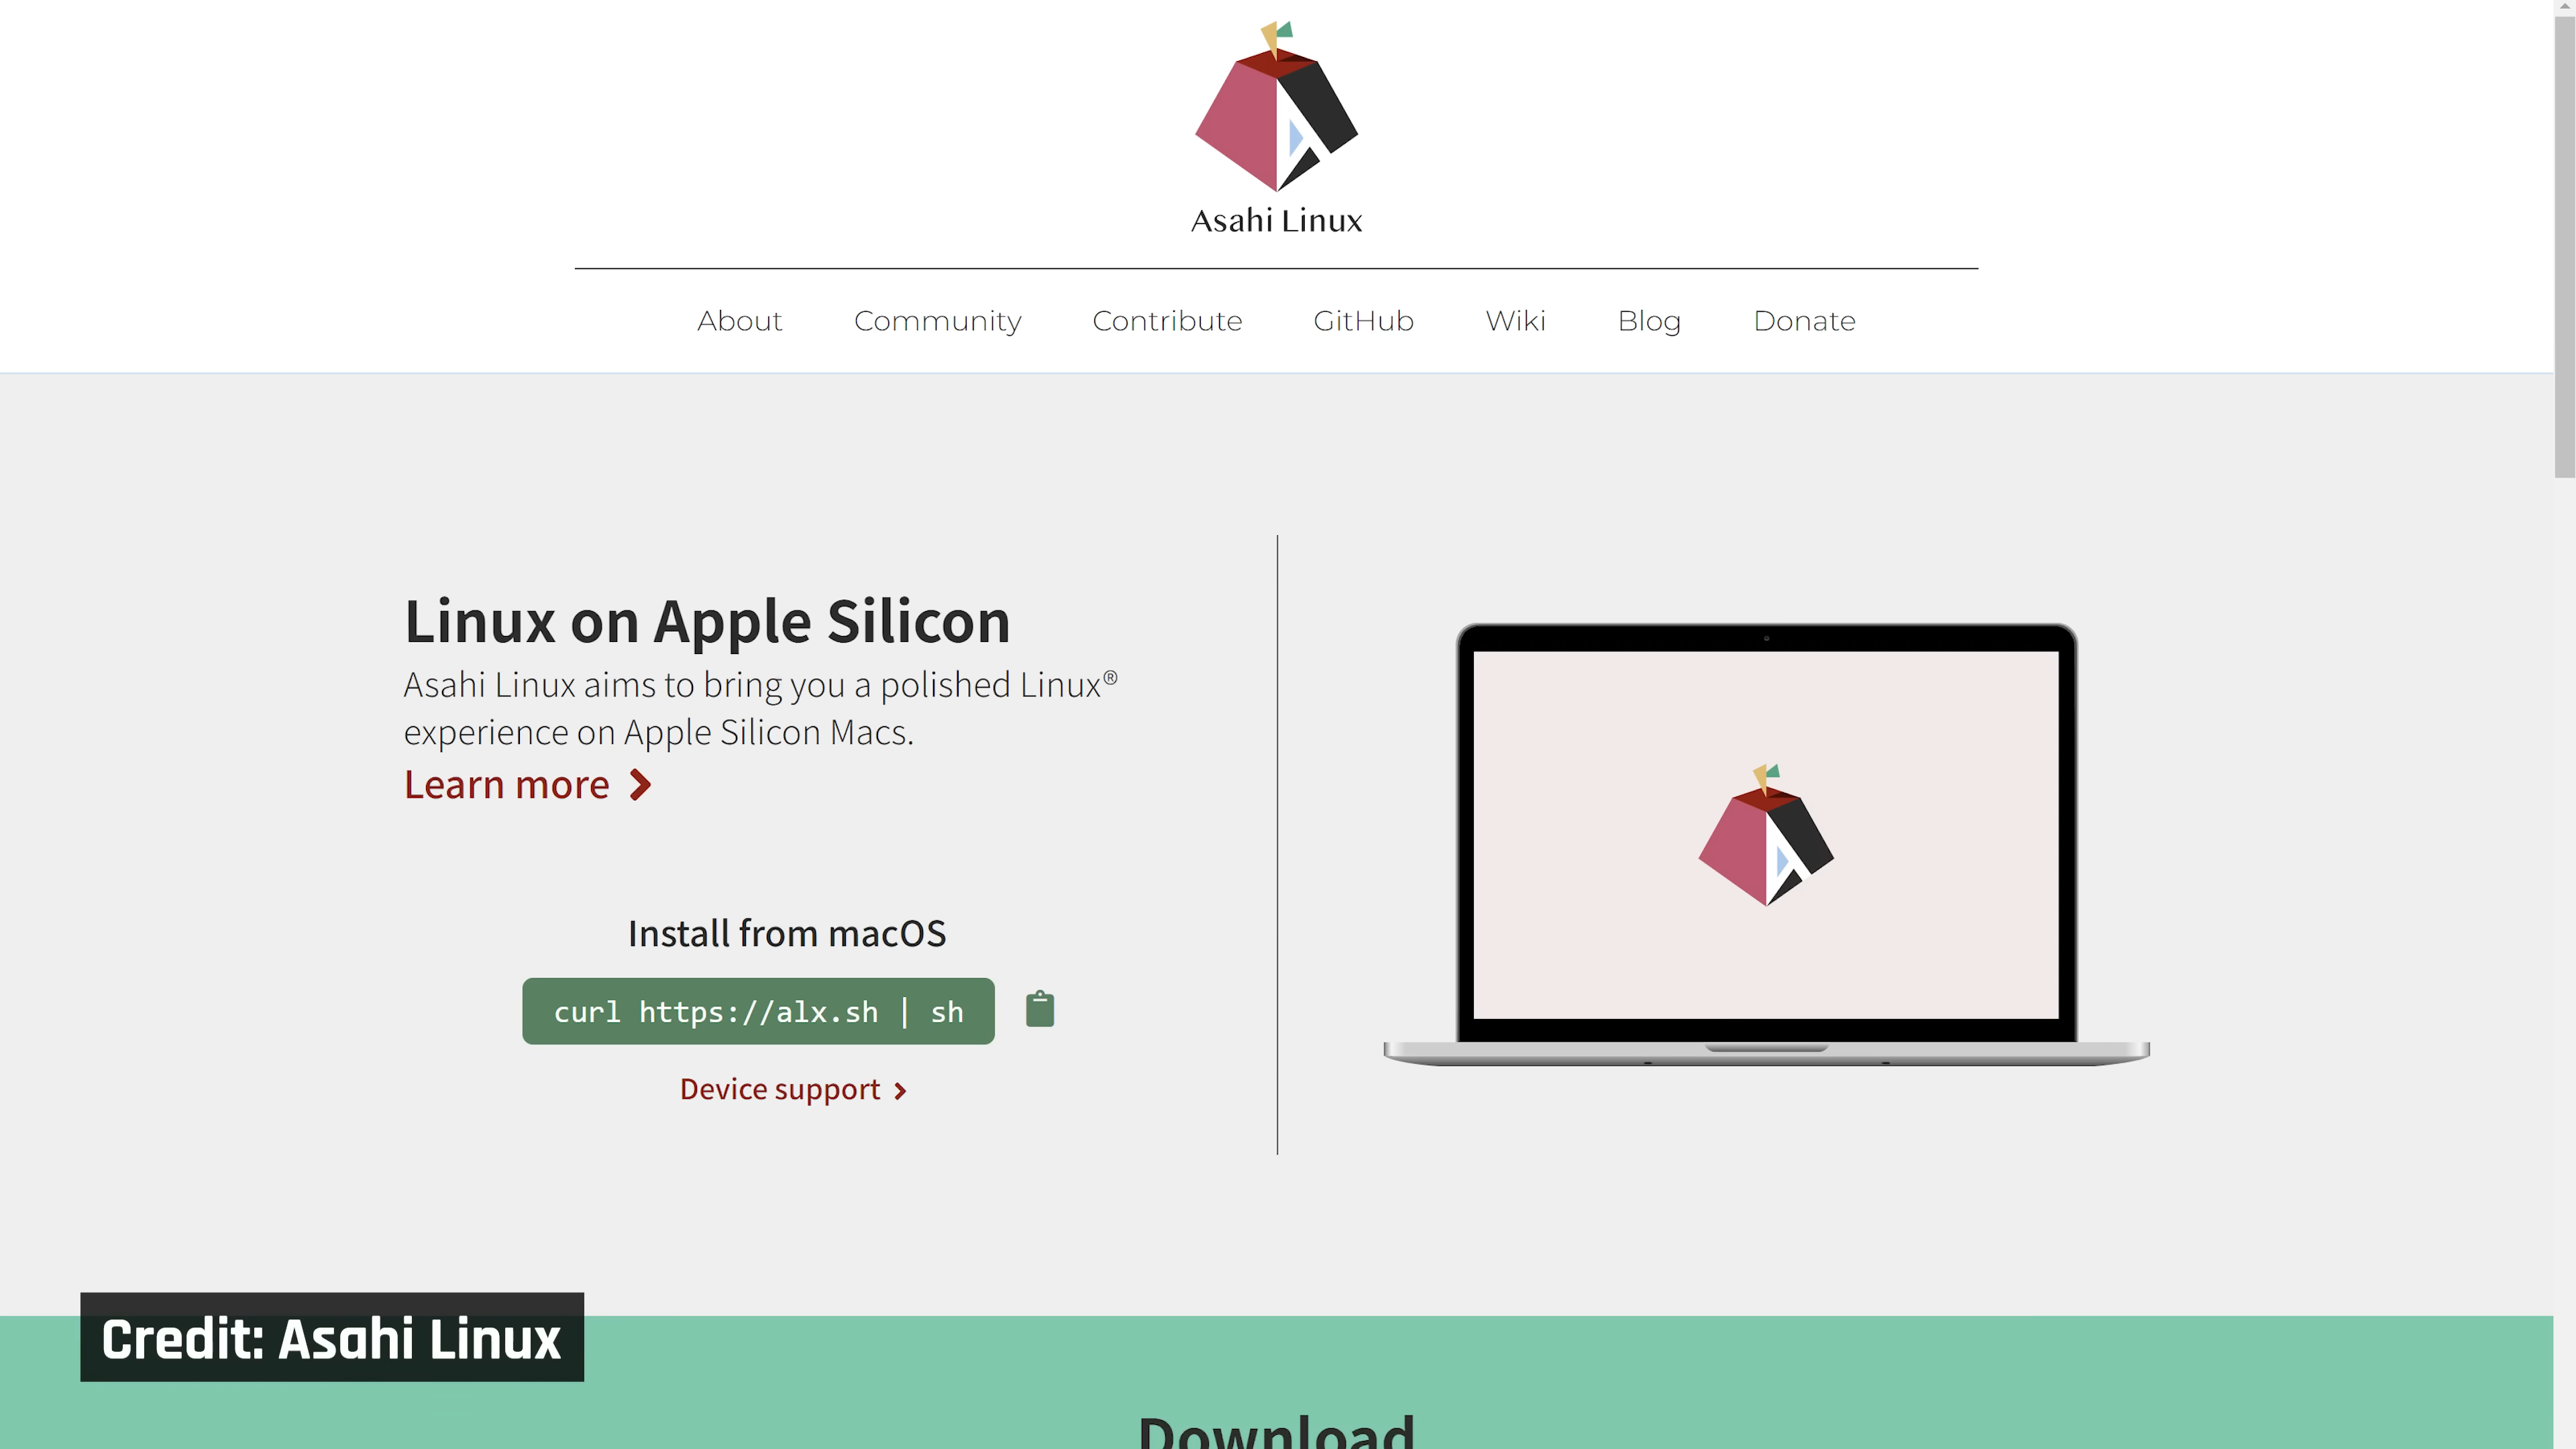 Asahi Linux
About Community Contribute GitHub Wiki Blog Donate
Linux on Apple Silicon
Asahi Linux aims to bring you a polished Linux®
experience on Apple Silicon Macs.
Learn more
Install from macOS
curl https://alx.sh | sh
Device support
Credit: Asahi Linux
Download